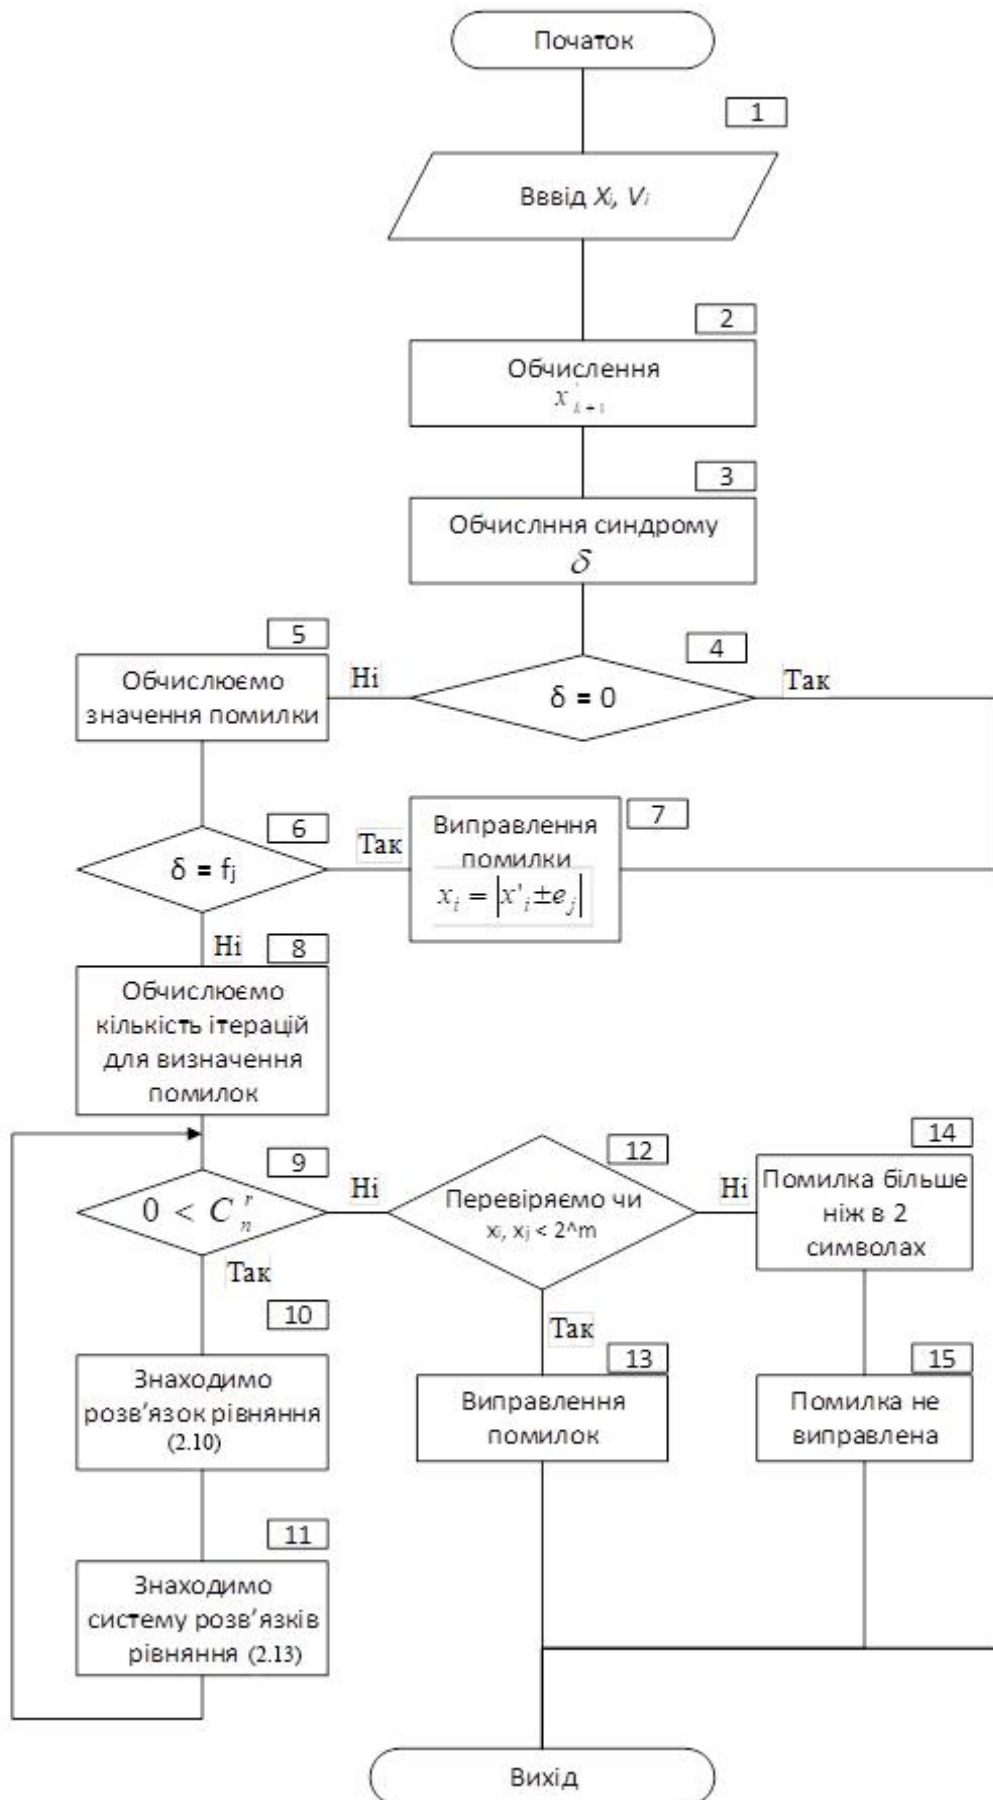 Початок
1
Вввід Xᵢ, Vᵢ
2
Обчислення
x'ₖ₊₁
3
Обчислння синдрому
δ
4
δ = 0
Ні
Так
5
Обчислюємо
значення помилки
6
δ = fⱼ
Так
Ні
7
Виправлення
помилки
xᵢ = |x'ᵢ ± eⱼ|
8
Обчислюємо
кількість ітерацій
для визначення
помилок
9
0 < Cₙʳ
Ні
Так
10
Знаходимо
розв'язок рівняння
(2.10)
11
Знаходимо
систему розв’язків
рівняння (2.13)
12
Перевіряємо чи
xᵢ, xⱼ < 2^m
Ні
Так
13
Виправлення
помилок
14
Помилка більше
ніж в 2
символах
15
Помилка не
виправлена
Вихід